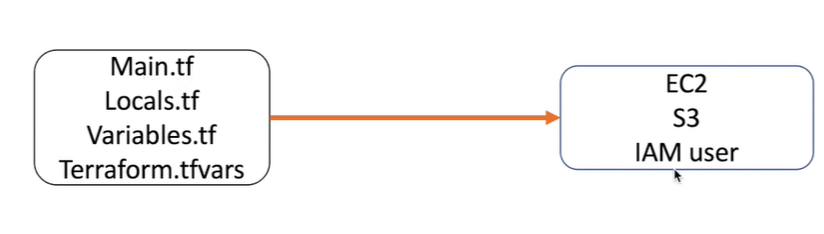 Main.tf
Locals.tf
Variables.tf
Terraform.tfvars
EC2
S3
IAM user